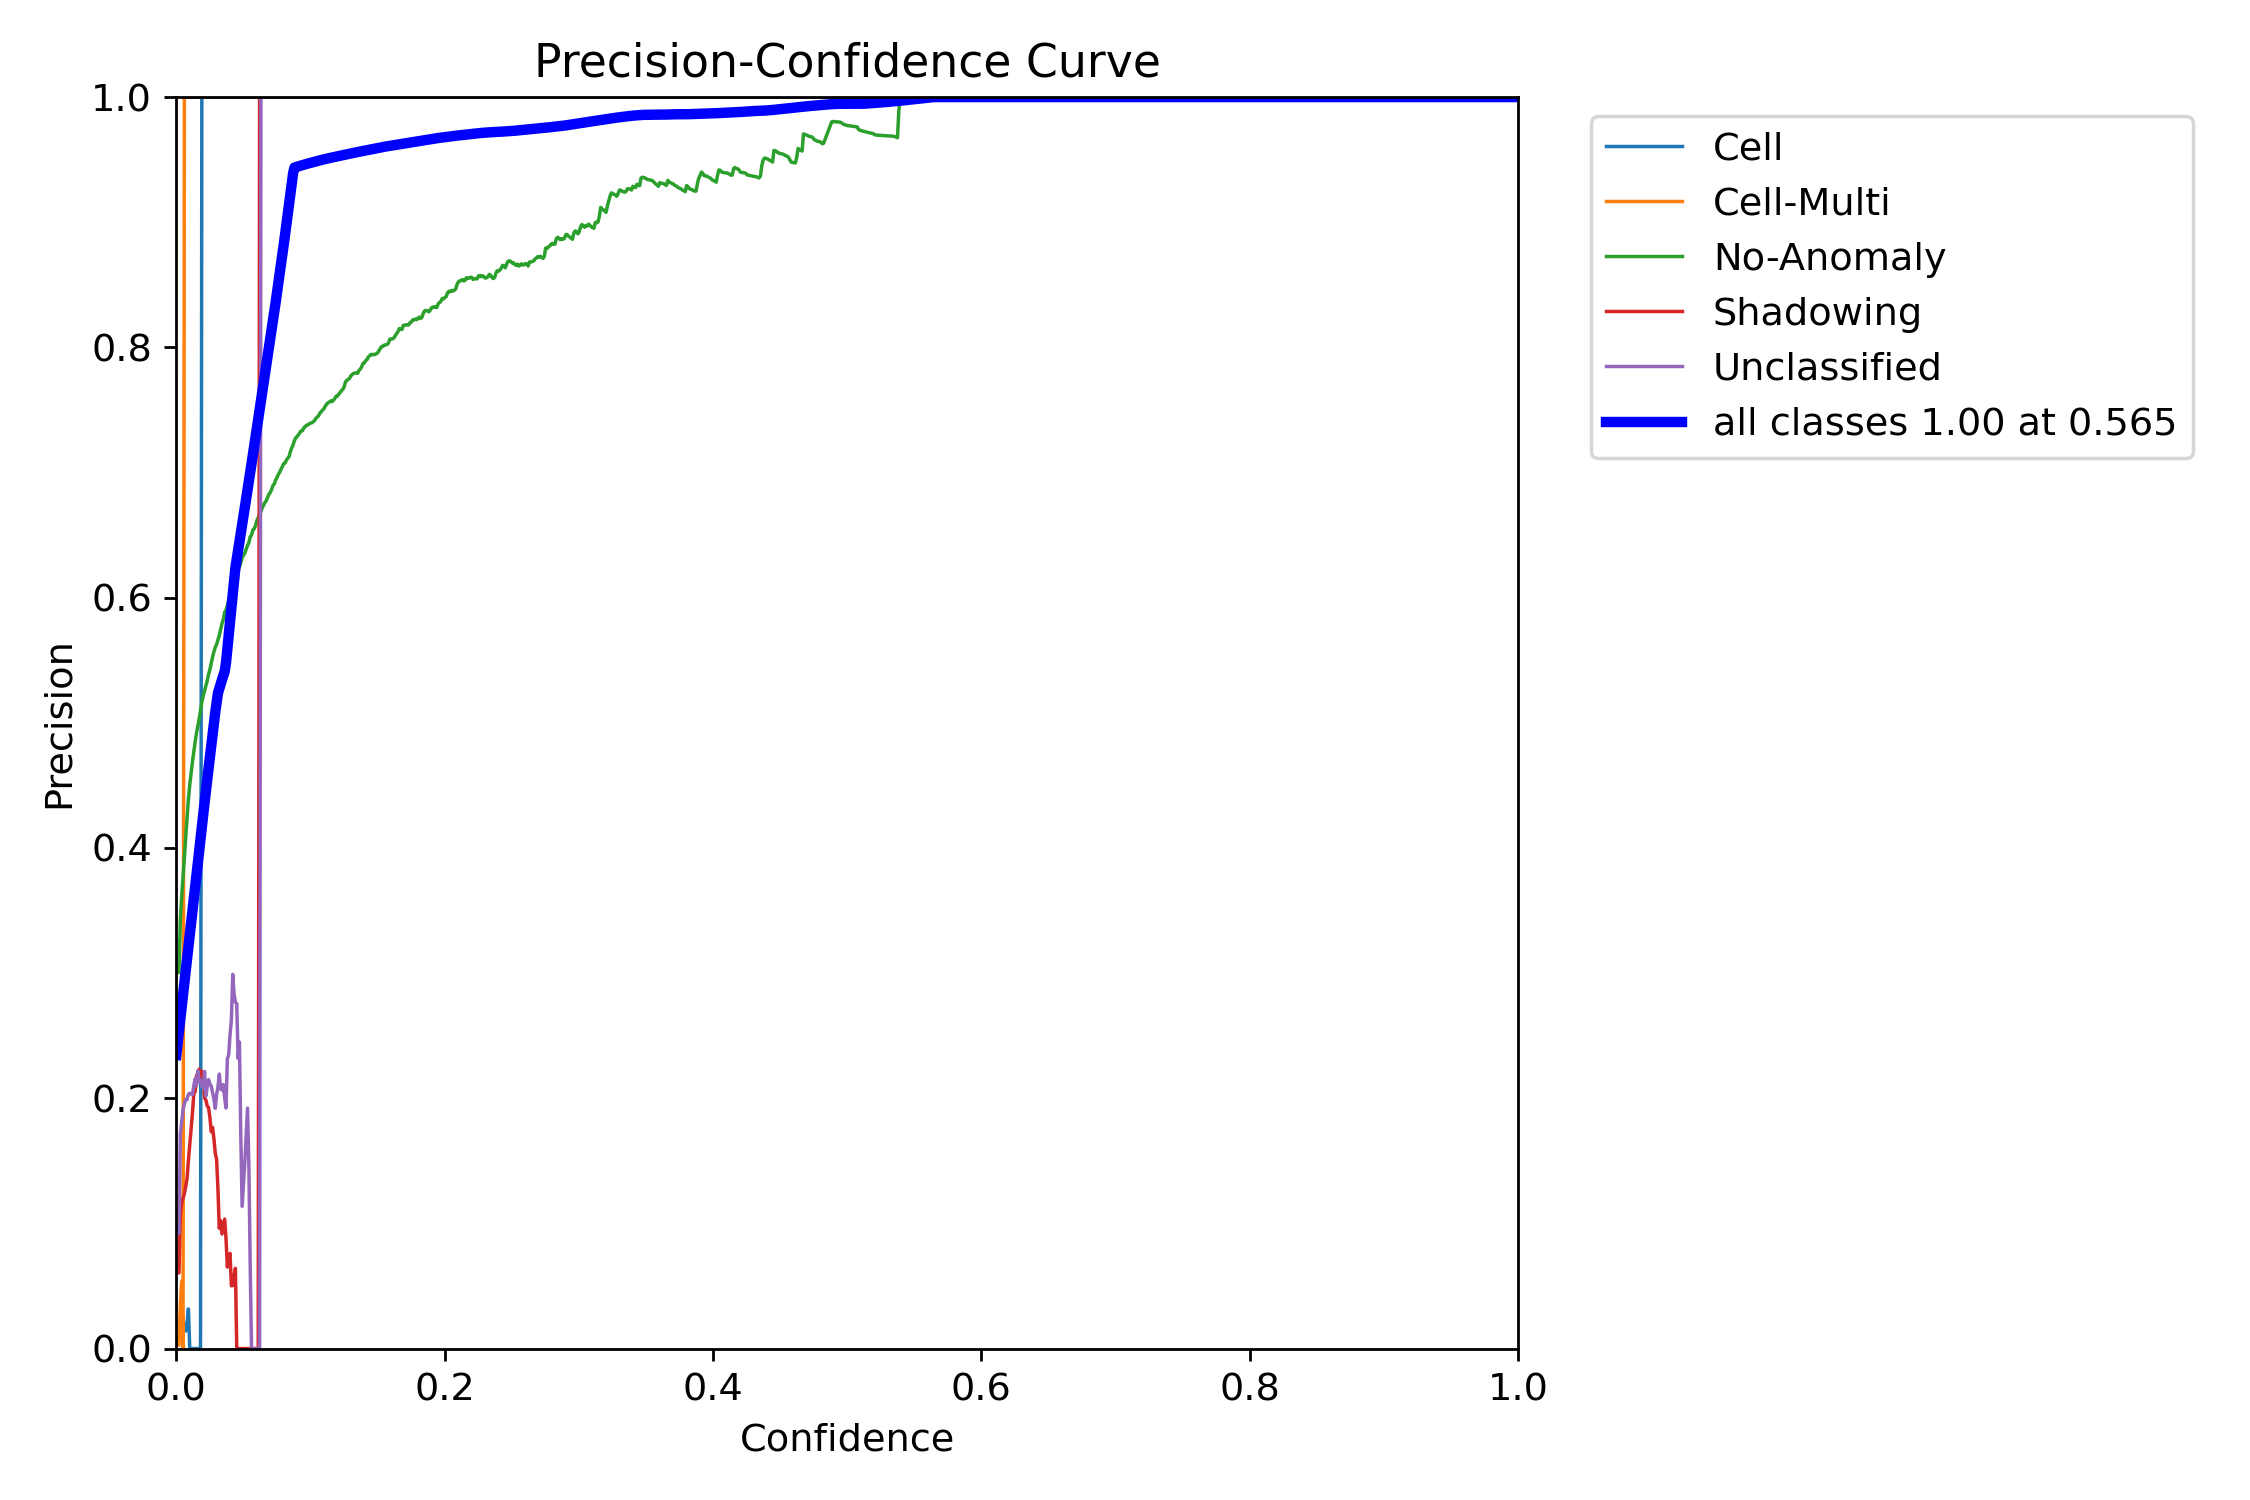 Precision-Confidence Curve
1.0
0.8
0.6
0.4
0.2
0.0
Precision
0.0 0.2 0.4 0.6 0.8 1.0
Confidence
Cell
Cell-Multi
No-Anomaly
Shadowing
Unclassified
all classes 1.00 at 0.565